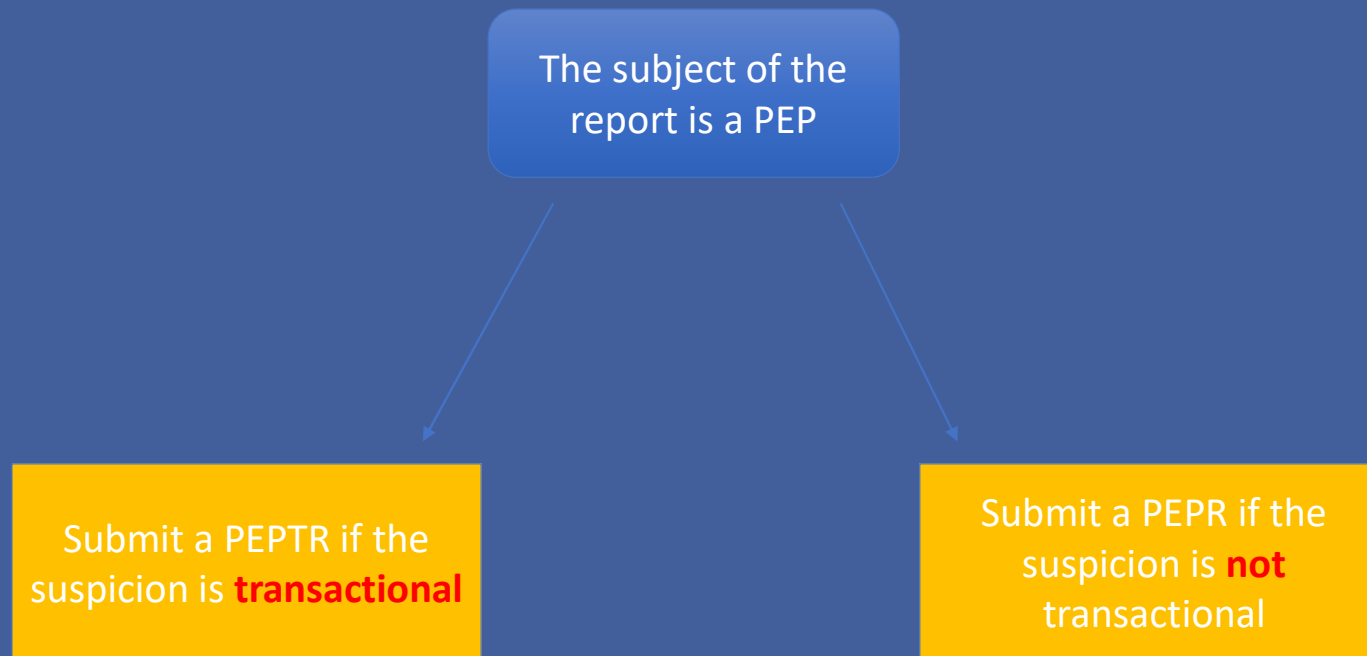 The subject of the
report is a PEP
Submit a PEPTR if the
suspicion is transactional
Submit a PEPR if the
suspicion is not
transactional